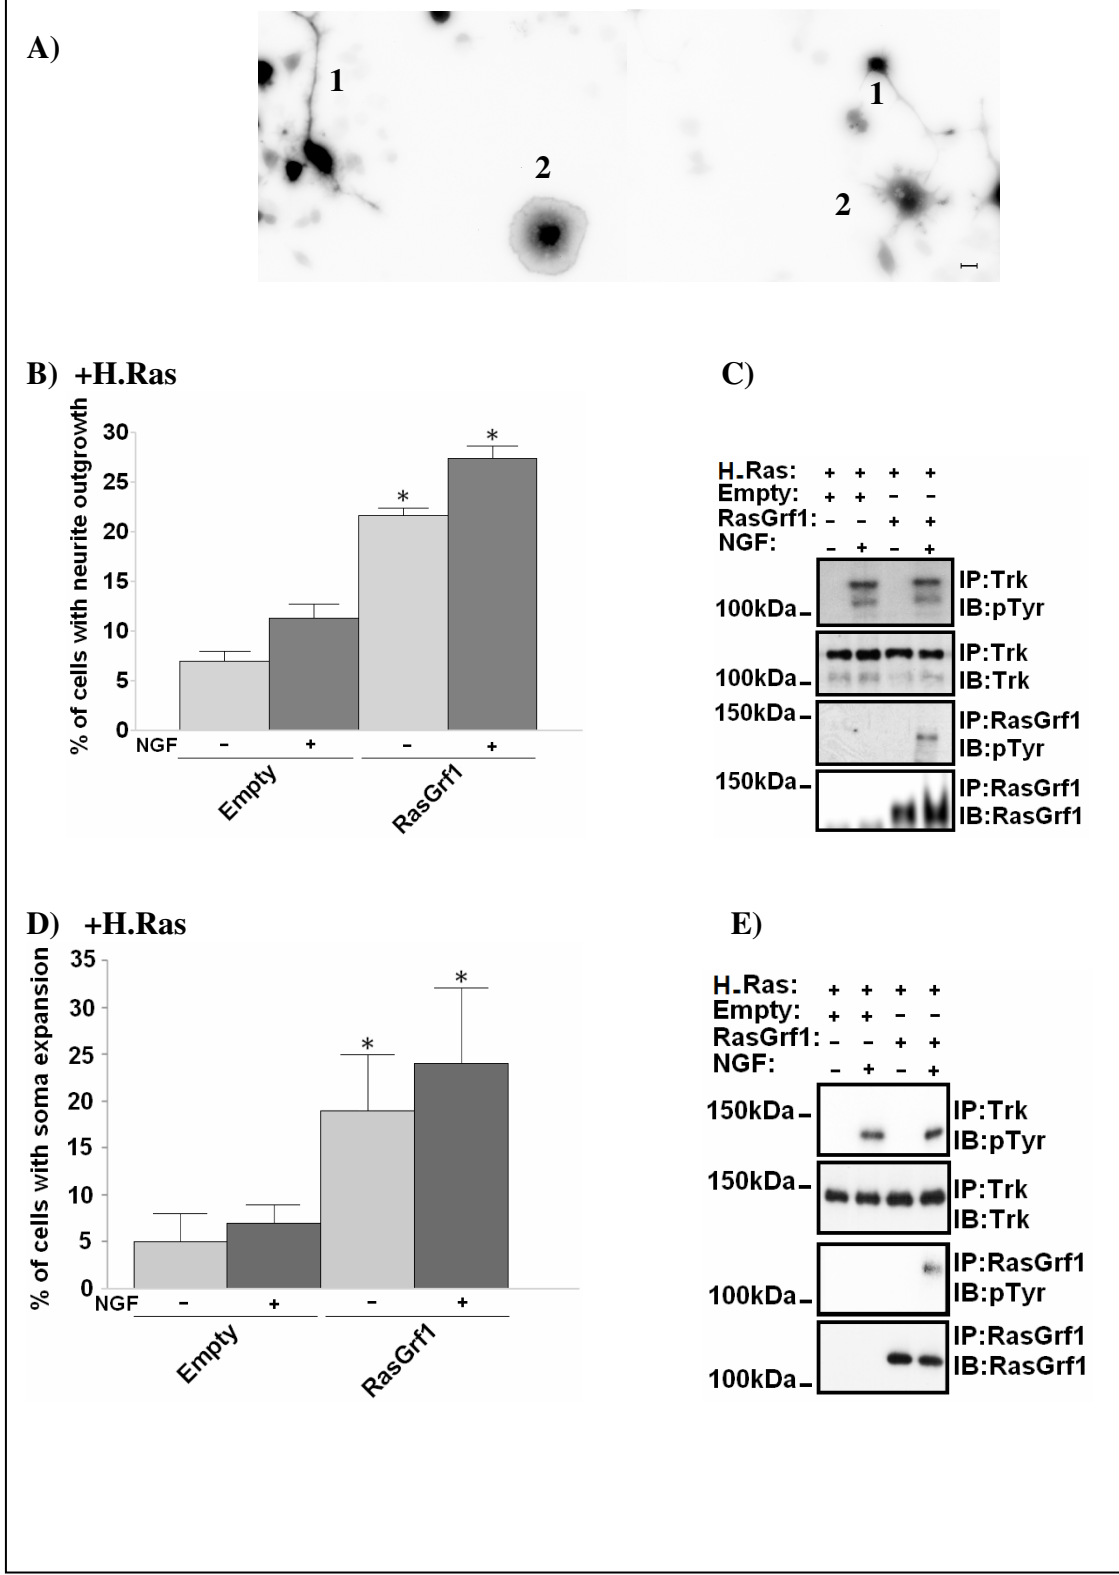 A)
1
2
1
2
B) +H.Ras
% of cells with neurite outgrowth
30
25
20
15
10
5
0
NGF - + - +
Empty RasGrf1
C)
H-Ras: + + + +
Empty: + + - -
RasGrf1: - - + +
NGF: - + - +
IP:Trk
100kDa IB:pTyr
IP:Trk
100kDa IB:Trk
150kDa IP:RasGrf1
IB:pTyr
150kDa IP:RasGrf1
IB:RasGrf1
D) +H.Ras
% of cells with soma expansion
35
30
25
20
15
10
5
0
NGF - + - +
Empty RasGrf1
E)
H-Ras: + + + +
Empty: + + - -
RasGrf1: - - + +
NGF: - + - +
150kDa IP:Trk
IB:pTyr
150kDa IP:Trk
IB:Trk
IP:RasGrf1
100kDa IB:pTyr
IP:RasGrf1
IB:RasGrf1
100kDa